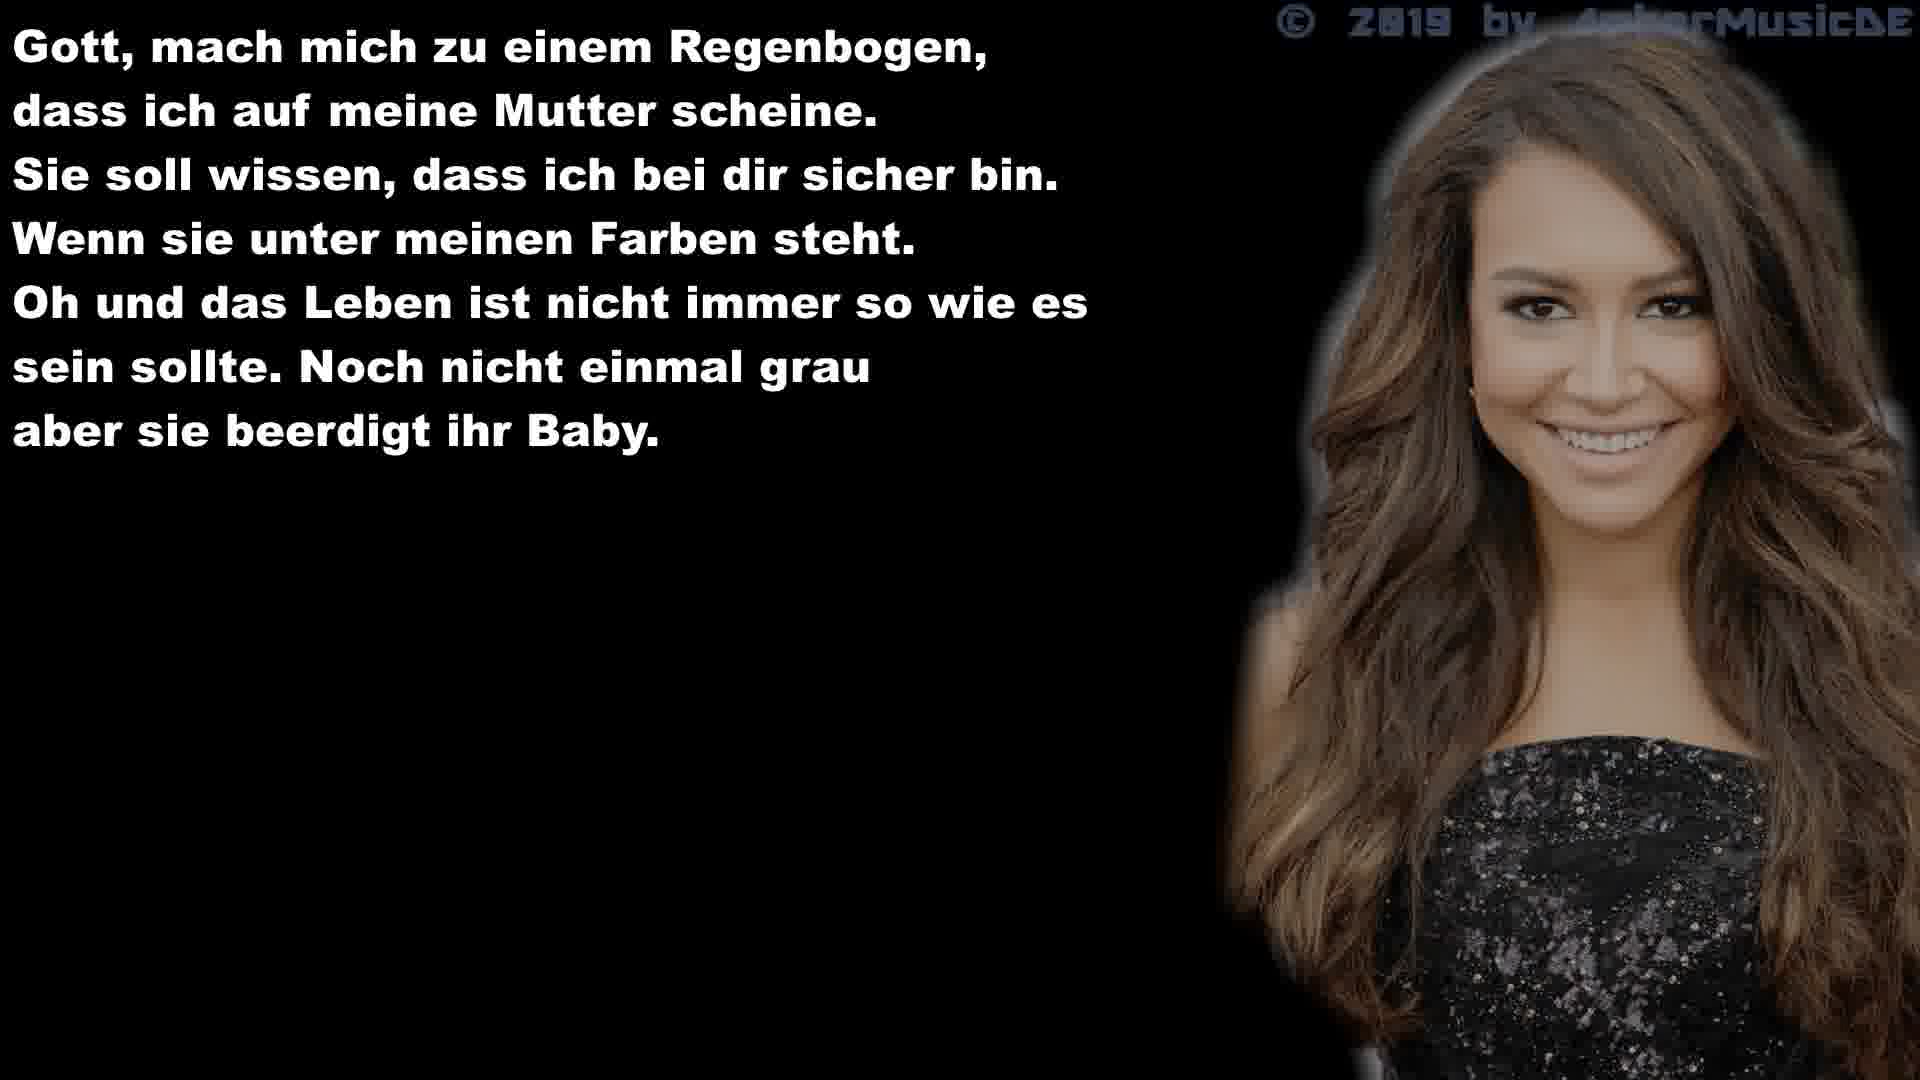 © 2019 by
Gott, mach mich zu einem Regenbogen,
dass ich auf meine Mutter scheine.
Sie soll wissen, dass ich bei dir sicher bin.
Wenn sie unter meinen Farben steht.
Oh und das Leben ist nicht immer so wie es
sein sollte. Noch nicht einmal grau
aber sie beerdigt ihr Baby.